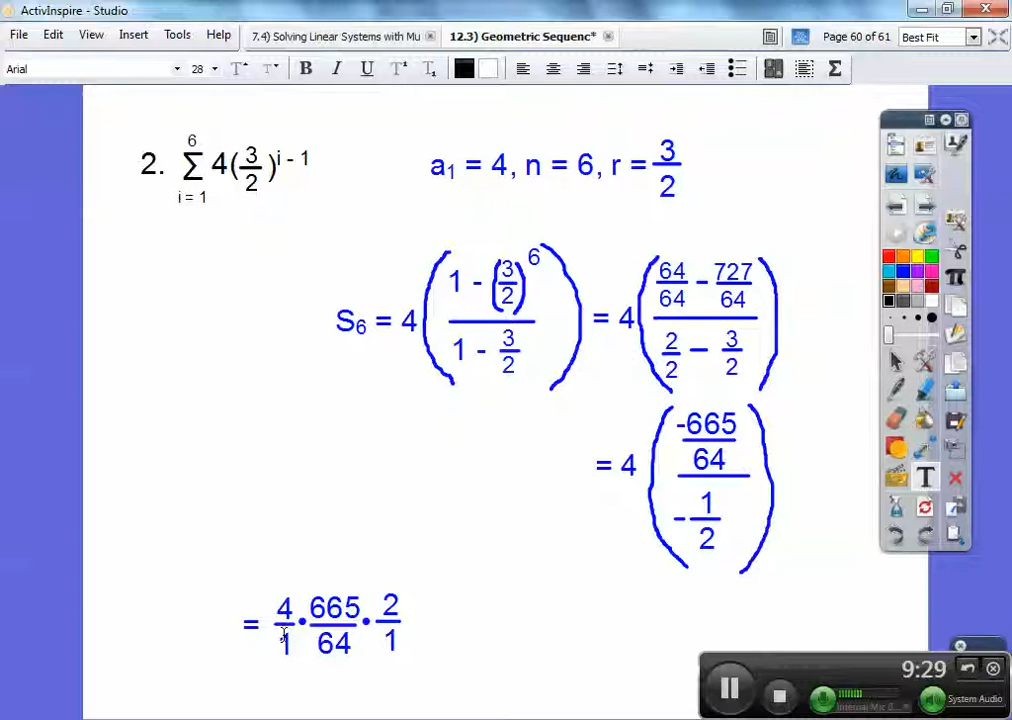 ActivInspire - Studio
File Edit View Insert Tools Help
7.4) Solving Linear Systems with Mu
12.3) Geometric Sequenc*
Page 60 of 61
Best Fit
Arial
28
B I U
2. 6 Σ i = 1 4(3/2)^i - 1
a₁ = 4, n = 6, r = 3/2
S₆ = 4((1 - (3/2)^6)/(1 - 3/2)) = 4((64/64 - 727/64)/(2/2 - 3/2))
= 4((-665/64)/(-1/2))
= 4/1 • 665/64 • 2/1
9:29
Internal Mic
System Audio